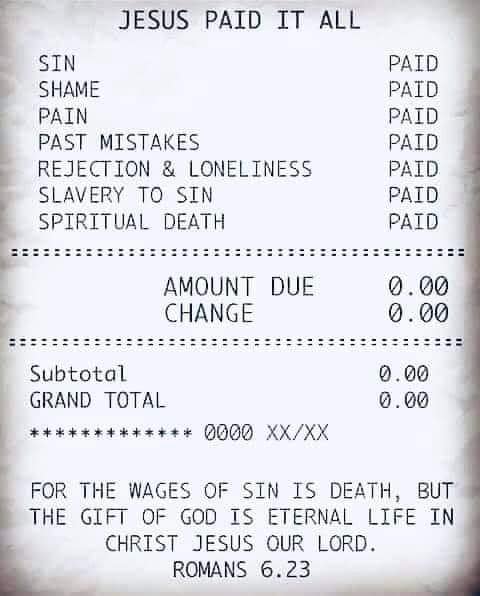 JESUS PAID IT ALL
SIN PAID
SHAME PAID
PAIN PAID
PAST MISTAKES PAID
REJECTION & LONELINESS PAID
SLAVERY TO SIN PAID
SPIRITUAL DEATH PAID
AMOUNT DUE 0.00
CHANGE 0.00
Subtotal 0.00
GRAND TOTAL 0.00
************* 0000 XX/XX
FOR THE WAGES OF SIN IS DEATH, BUT
THE GIFT OF GOD IS ETERNAL LIFE IN
CHRIST JESUS OUR LORD.
ROMANS 6.23